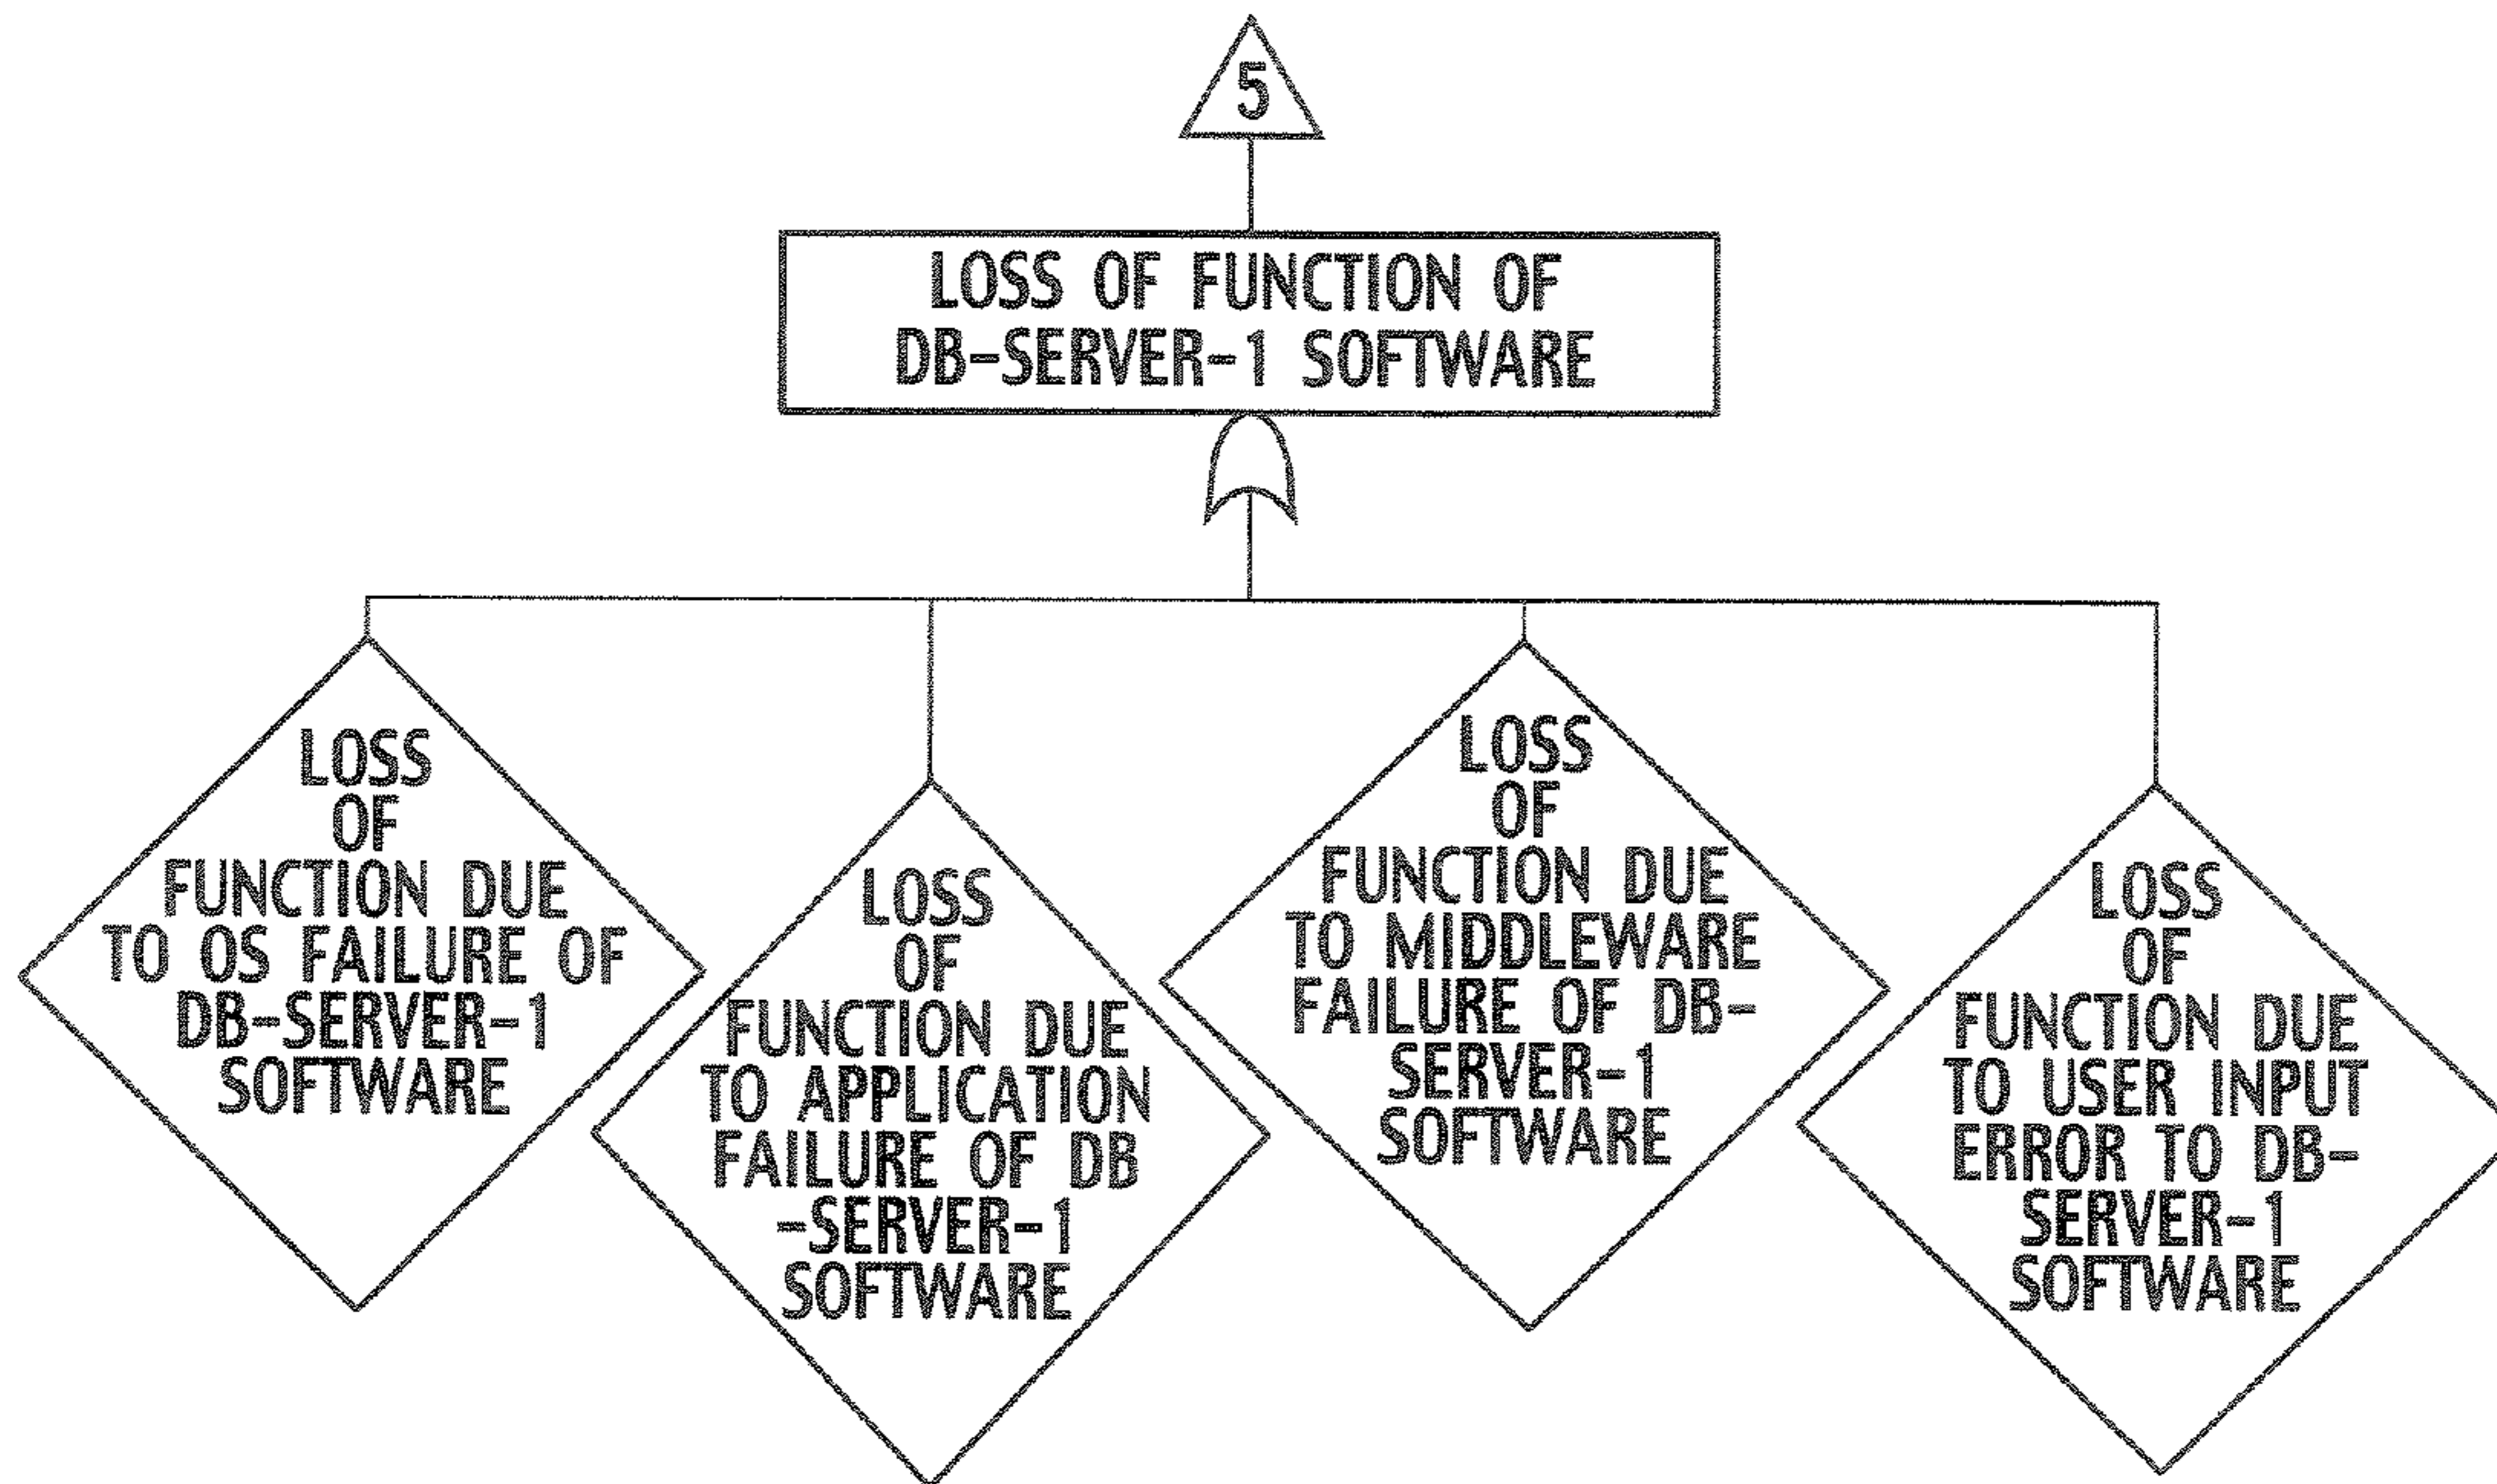 5
LOSS OF FUNCTION OF
DB-SERVER-1 SOFTWARE
LOSS
OF
FUNCTION DUE
TO OS FAILURE OF
DB-SERVER-1
SOFTWARE
LOSS
OF
FUNCTION DUE
TO APPLICATION
FAILURE OF DB
-SERVER-1
SOFTWARE
LOSS
OF
FUNCTION DUE
TO MIDDLEWARE
FAILURE OF DB-
SERVER-1
SOFTWARE
LOSS
OF
FUNCTION DUE
TO USER INPUT
ERROR TO DB-
SERVER-1
SOFTWARE